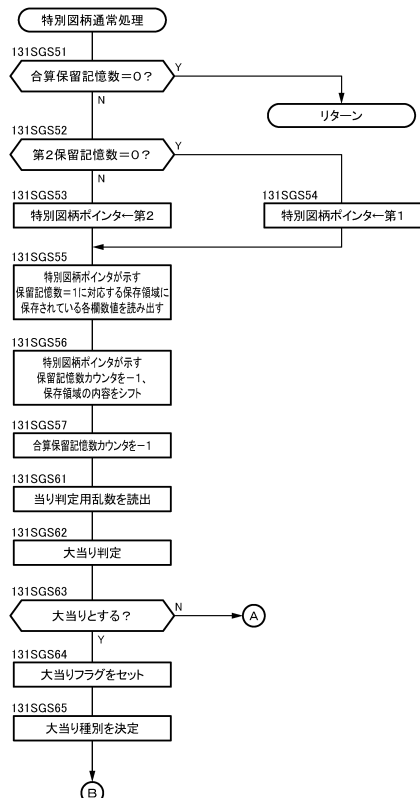 特別図柄通常処理
131SGS51
合算保留記憶数=0?
Y
N
リターン
131SGS52
第2保留記憶数=0?
Y
N
131SGS53
特別図柄ポインタ←第2
131SGS54
特別図柄ポインタ←第1
131SGS55
特別図柄ポインタが示す
保留記憶数=1に対応する保存領域に
保存されている各欄数値を読み出す
131SGS56
特別図柄ポインタが示す
保留記憶数カウンタを-1、
保存領域の内容をシフト
131SGS57
合算保留記憶数カウンタを-1
131SGS61
当り判定用乱数を読出
131SGS62
大当り判定
131SGS63
大当りとする?
N
A
Y
131SGS64
大当りフラグをセット
131SGS65
大当り種別を決定
B